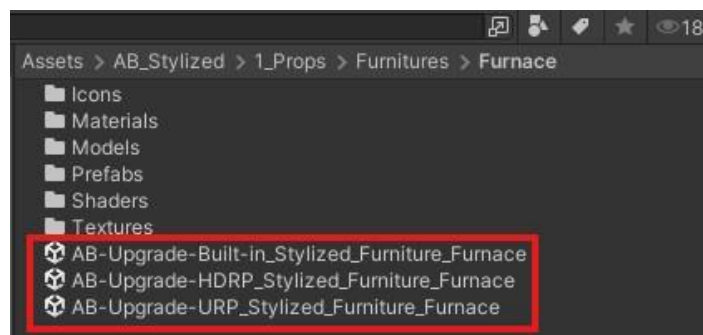 18
Assets > AB_Stylized > 1_Props > Furnitures > Furnace
Icons
Materials
Models
Prefabs
Shaders
Textures
AB-Upgrade-Built-in_Stylized_Furniture_Furnace
AB-Upgrade-HDRP_Stylized_Furniture_Furnace
AB-Upgrade-URP_Stylized_Furniture_Furnace